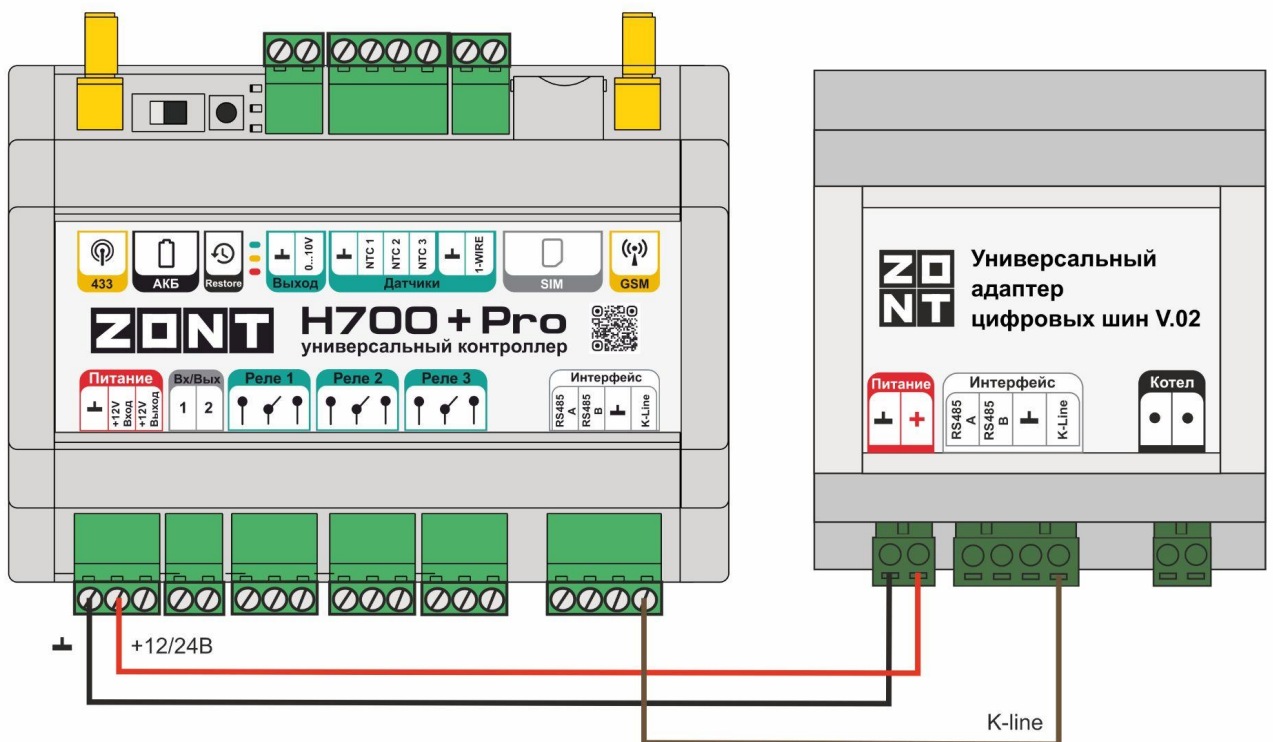 433
АКБ
Restore
Выход
0...10V
NTC 1
NTC 2
NTC 3
Датчики
1-WIRE
SIM
GSM
ZONT
H700+Pro
универсальный контроллер
Питание
+12V Вход
+12V Выход
Вх/Вых
1 2
Реле 1
Реле 2
Реле 3
Интерфейс
RS485 A
RS485 B
K-Line
ZONT
Универсальный
адаптер
цифровых шин V.02
Питание
+
Интерфейс
RS485 A
RS485 B
K-Line
Котел
+12/24В
K-line